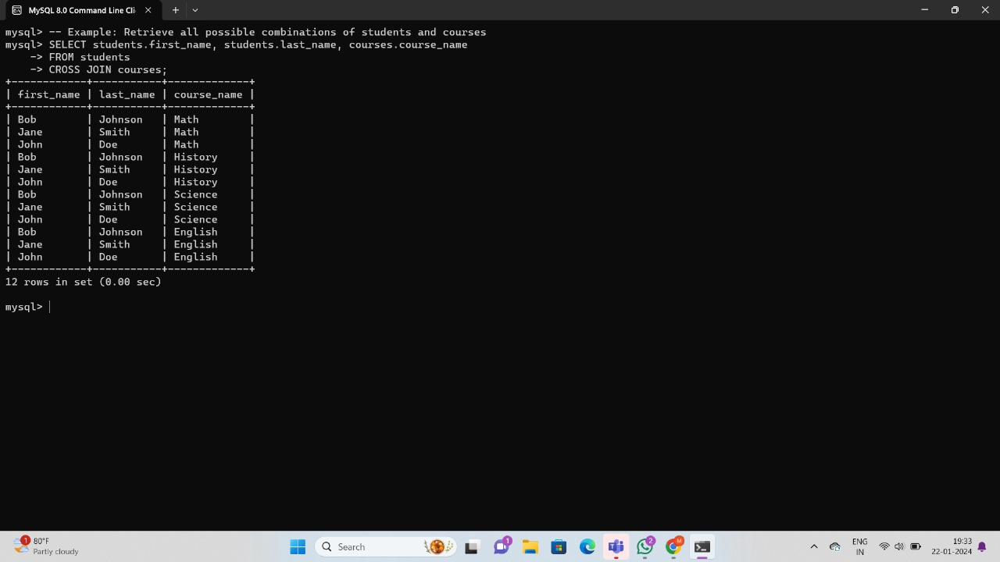 MySQL 8.0 Command Line Cli
mysql> -- Example: Retrieve all possible combinations of students and courses
mysql> SELECT students.first_name, students.last_name, courses.course_name
    -> FROM students
    -> CROSS JOIN courses;
+------------+-----------+-------------+
| first_name | last_name | course_name |
+------------+-----------+-------------+
| Bob        | Johnson   | Math        |
| Jane       | Smith     | Math        |
| John       | Doe       | Math        |
| Bob        | Johnson   | History     |
| Jane       | Smith     | History     |
| John       | Doe       | History     |
| Bob        | Johnson   | Science     |
| Jane       | Smith     | Science     |
| John       | Doe       | Science     |
| Bob        | Johnson   | English     |
| Jane       | Smith     | English     |
| John       | Doe       | English     |
+------------+-----------+-------------+
12 rows in set (0.00 sec)
mysql>
1
80°F
Partly cloudy
Search
1
2
M
ENG
IN
19:33
22-01-2024